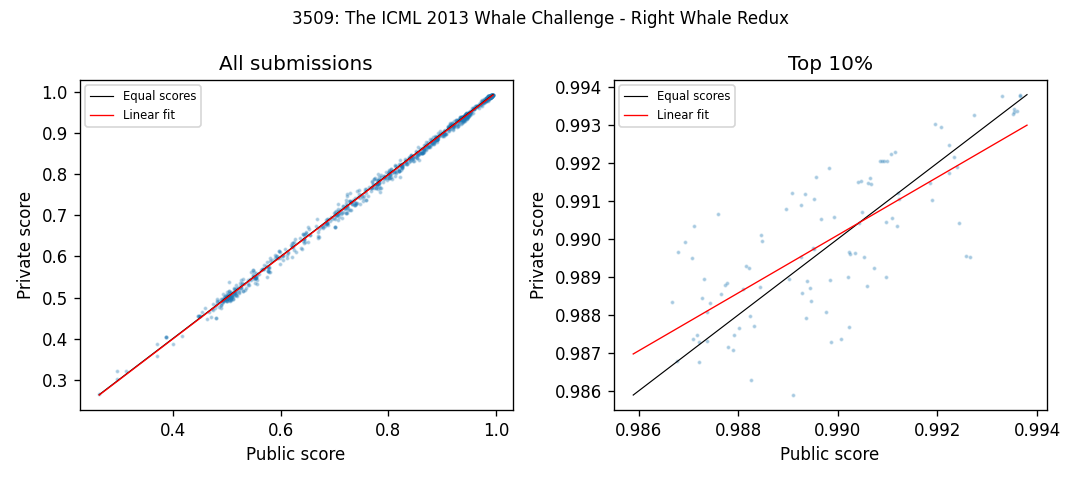 3509: The ICML 2013 Whale Challenge - Right Whale Redux
All submissions
Equal scores
Linear fit
1.0
0.9
0.8
0.7
0.6
0.5
0.4
0.3
Private score
0.4 0.6 0.8 1.0
Public score
Top 10%
Equal scores
Linear fit
0.994
0.993
0.992
0.991
0.990
0.989
0.988
0.987
0.986
Private score
0.986 0.988 0.990 0.992 0.994
Public score